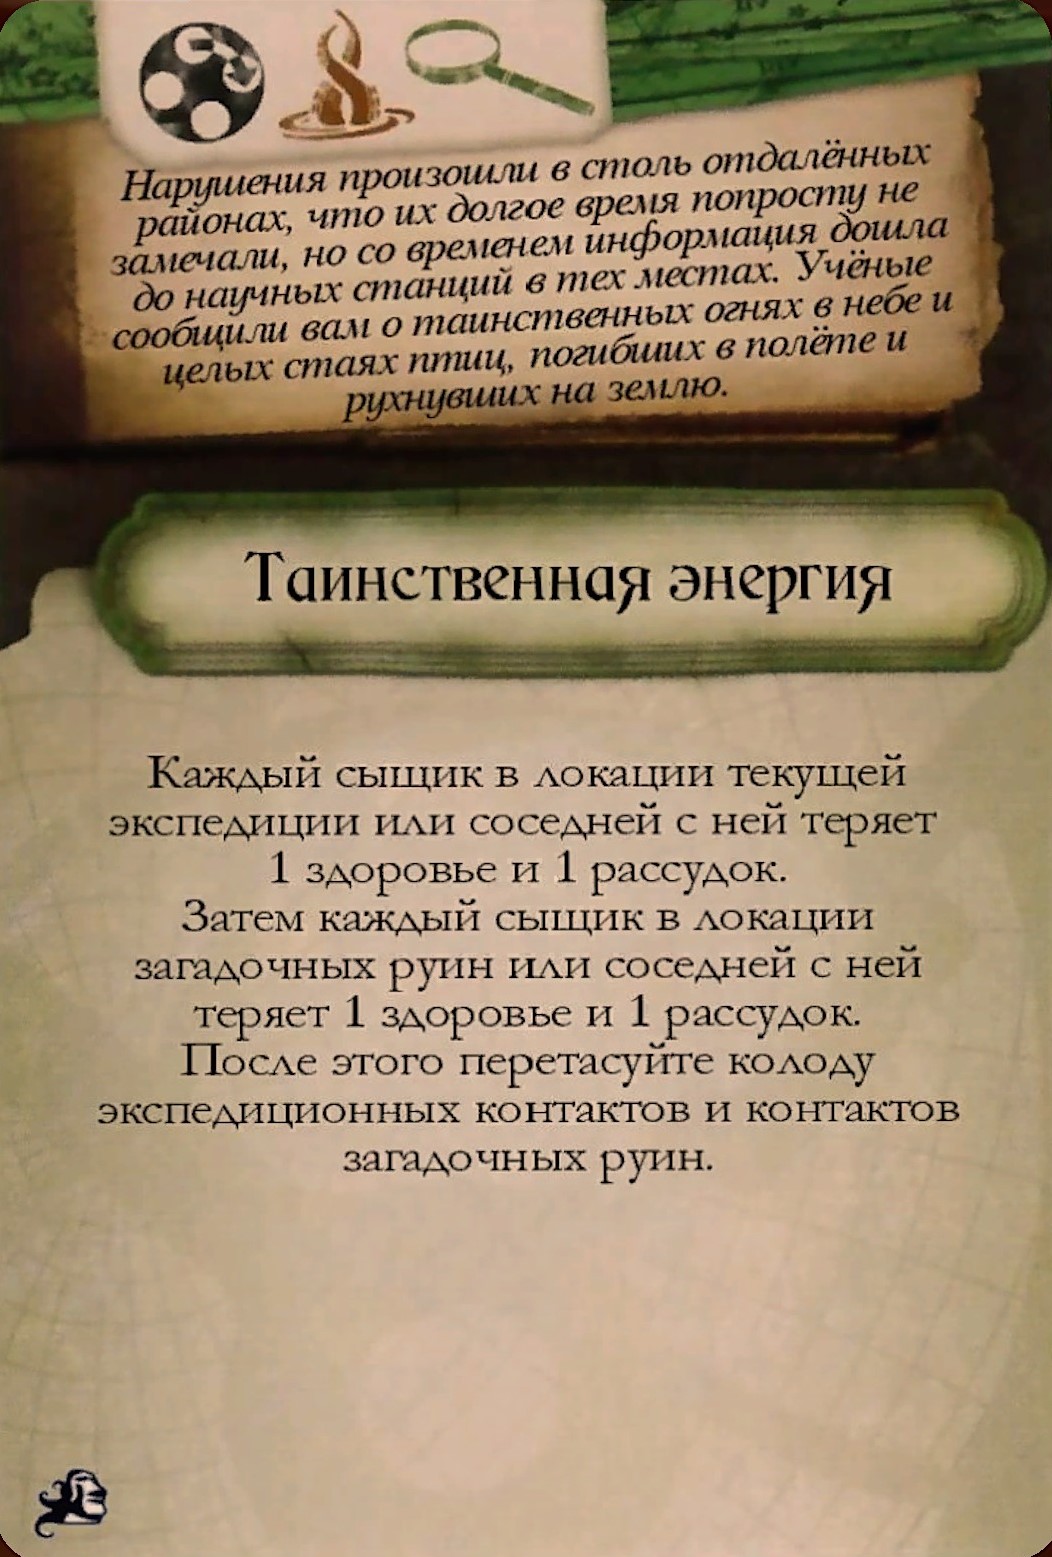 Нарушения произошли в столь отдалённых
районах, что их долгое время попросту не
замечали, но со временем информация дошла
до научных станций в тех местах. Учёные
сообщили вам о таинственных огнях в небе и
целых стаях птиц, погибших в полёте и
рухнувших на землю.
Таинственная энергия
Каждый сыщик в локации текущей
экспедиции или соседней с ней теряет
1 здоровье и 1 рассудок.
Затем каждый сыщик в локации
загадочных руин или соседней с ней
теряет 1 здоровье и 1 рассудок.
После этого перетасуйте колоду
экспедиционных контактов и контактов
загадочных руин.